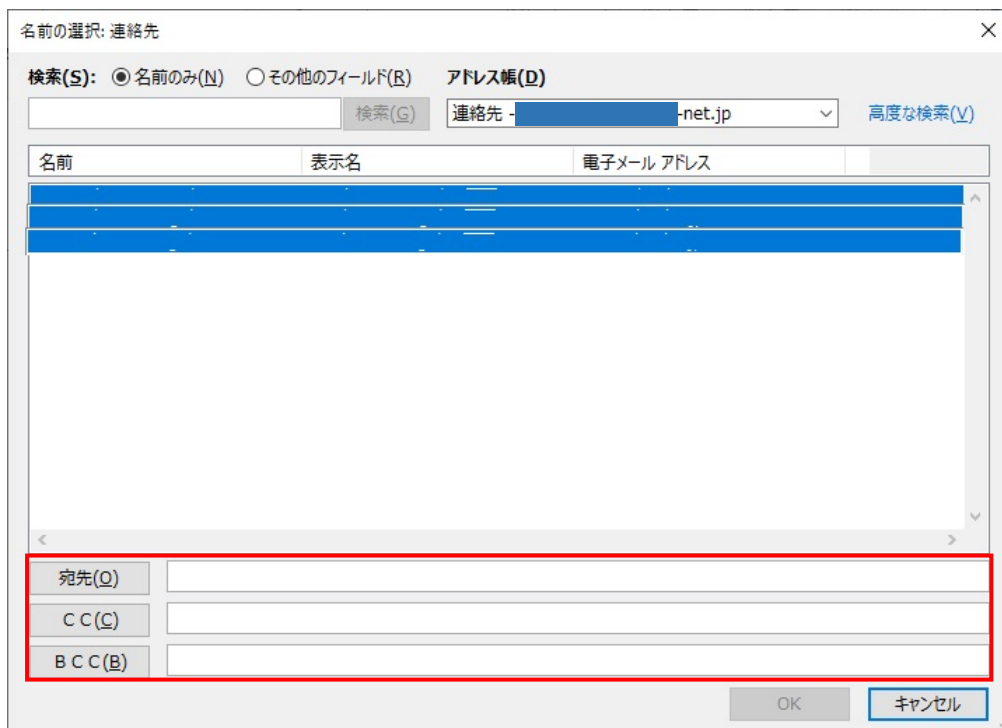 名前の選択: 連絡先
検索(S): 名前のみ(N) その他のフィールド(R) アドレス帳(D)
検索(G) 連絡先 - -net.jp 高度な検索(V)
名前 表示名 電子メール アドレス
宛先(O)
ＣＣ(C)
ＢＣＣ(B)
OK キャンセル